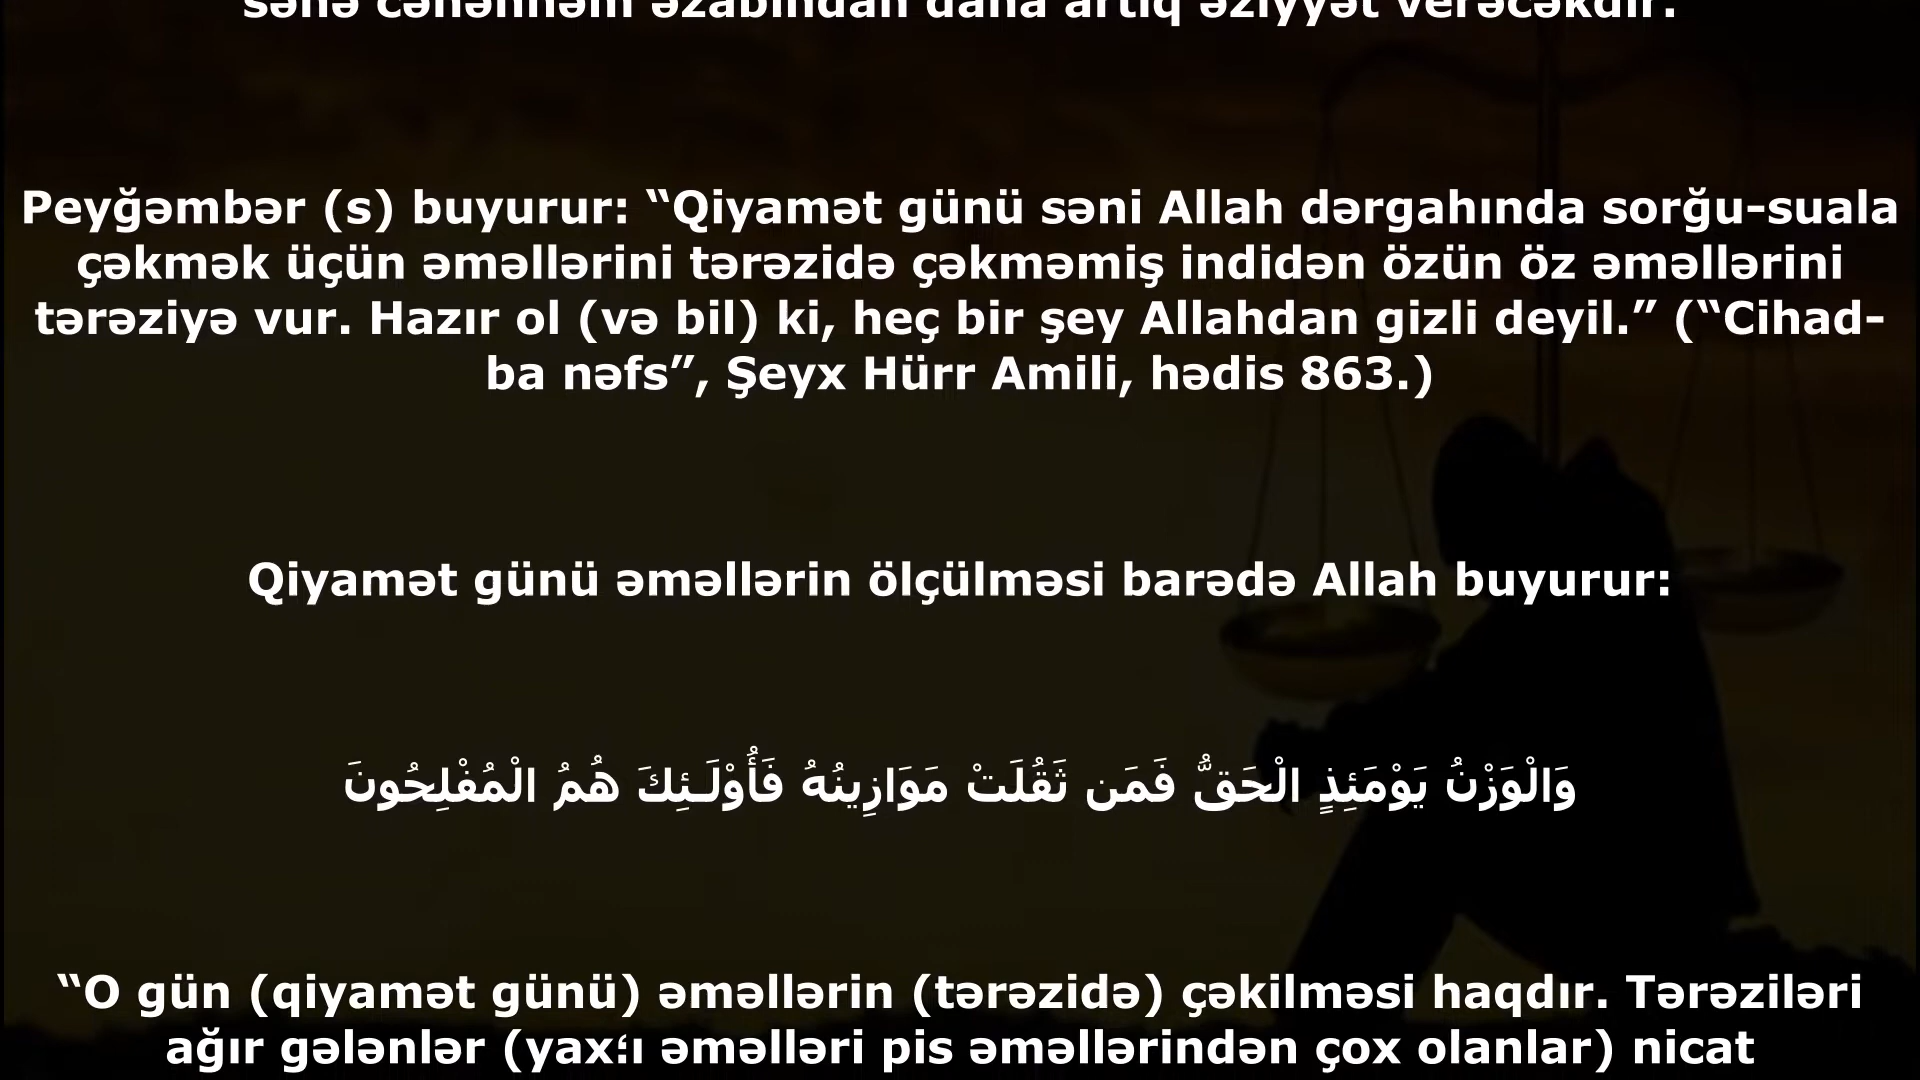 sənə cəhənnəm əzabından daha artıq əziyyət verəcəkdir.
Peyğəmbər (s) buyurur: “Qiyamət günü səni Allah dərgahında sorğu-suala
çəkmək üçün əməllərini tərəzidə çəkməmiş indidən özün öz əməllərini
tərəziyə vur. Hazır ol (və bil) ki, heç bir şey Allahdan gizli deyil.” (“Cihad-
ba nəfs”, Şeyx Hürr Amili, hədis 863.)
Qiyamət günü əməllərin ölçülməsi barədə Allah buyurur:
وَالْوَزْنُ يَوْمَئِذٍ الْحَقُّ فَمَن ثَقُلَتْ مَوَازِينُهُ فَأُوْلَـئِكَ هُمُ الْمُفْلِحُونَ
“O gün (qiyamət günü) əməllərin (tərəzidə) çəkilməsi haqdır. Tərəziləri
ağır gələnlər (yax؛ı əməlləri pis əməllərindən çox olanlar) nicat